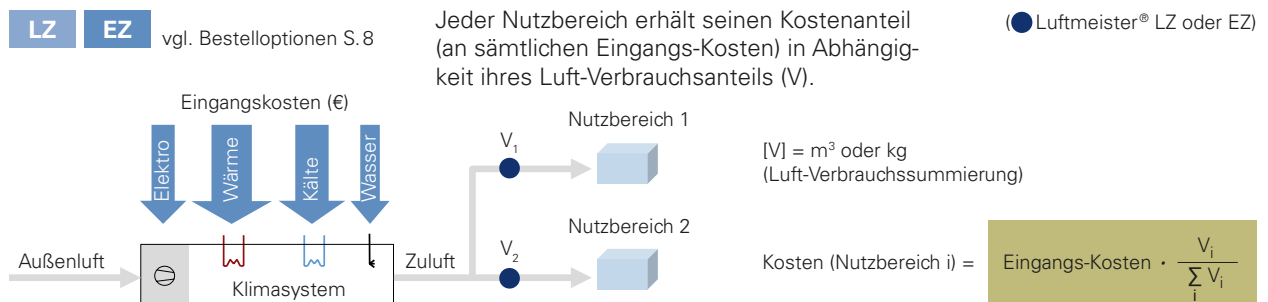 LZ EZ vgl. Bestelloptionen S. 8
Jeder Nutzbereich erhält seinen Kostenanteil
(an sämtlichen Eingangs-Kosten) in Abhängig-
keit ihres Luft-Verbrauchsanteils (V).
(Luftmeister® LZ oder EZ)
Eingangskosten (€)
Elektro
Wärme
Kälte
Wasser
Außenluft
Klimasystem
Zuluft
V₁
Nutzbereich 1
V₂
Nutzbereich 2
[V] = m³ oder kg
(Luft-Verbrauchssummierung)
Kosten (Nutzbereich i) = Eingangs-Kosten · Vᵢ / ∑ᵢ Vᵢ